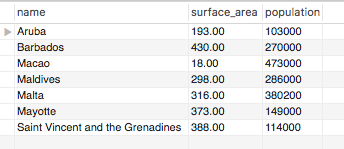 name surface_area population
Aruba 193.00 103000
Barbados 430.00 270000
Macao 18.00 473000
Maldives 298.00 286000
Malta 316.00 380200
Mayotte 373.00 149000
Saint Vincent and the Grenadines 388.00 114000